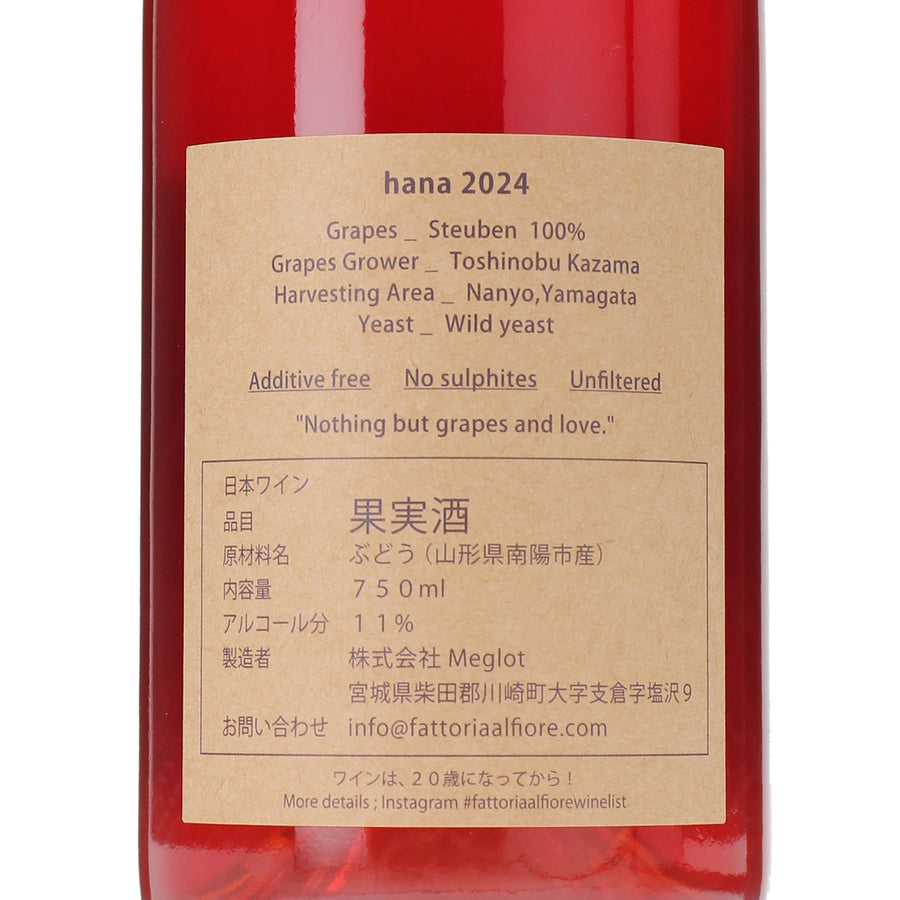 hana 2024
Grapes _ Steuben 100%
Grapes Grower _ Toshinobu Kazama
Harvesting Area _ Nanyo,Yamagata
Yeast _ Wild yeast
Additive free No sulphites Unfiltered
"Nothing but grapes and love."
日本ワイン
品目 果実酒
原材料名 ぶどう（山形県南陽市産）
内容量 ７５０ml
アルコール分 １１%
製造者 株式会社 Meglot
宮城県柴田郡川崎町大字支倉字塩沢9
お問い合わせ info@fattoriaalfiore.com
ワインは、２０歳になってから！
More details ; Instagram #fattoriaalfiorewinelist